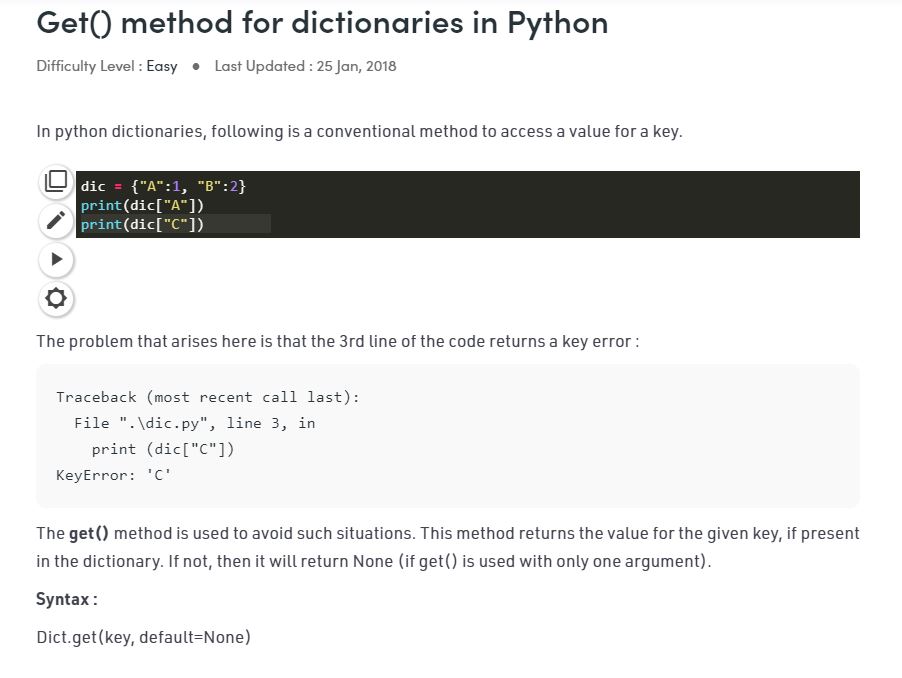 Get() method for dictionaries in Python
Difficulty Level : Easy ● Last Updated : 25 Jan, 2018
In python dictionaries, following is a conventional method to access a value for a key.
dic = {"A":1, "B":2}
print(dic["A"])
print(dic["C"])
The problem that arises here is that the 3rd line of the code returns a key error :
Traceback (most recent call last):
  File ".\dic.py", line 3, in
    print (dic["C"])
KeyError: 'C'
The get() method is used to avoid such situations. This method returns the value for the given key, if present
in the dictionary. If not, then it will return None (if get() is used with only one argument).
Syntax :
Dict.get(key, default=None)